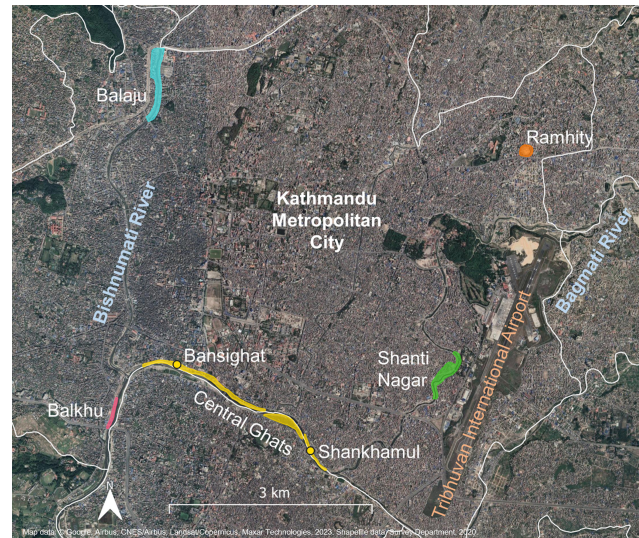 Balaju
Ramhity
Kathmandu
Metropolitan
City
Bishnumati River
Bagmati River
Bansighat
Shanti
Nagar
Tribhuvan International Airport
Balkhu
Central Ghats
Shankhamul
N
3 km
Map data: © Google, Airbus, CNES/Airbus, Landsat/Copernicus, Maxar Technologies, 2023. Shapefile data: Survey Department, 2020.